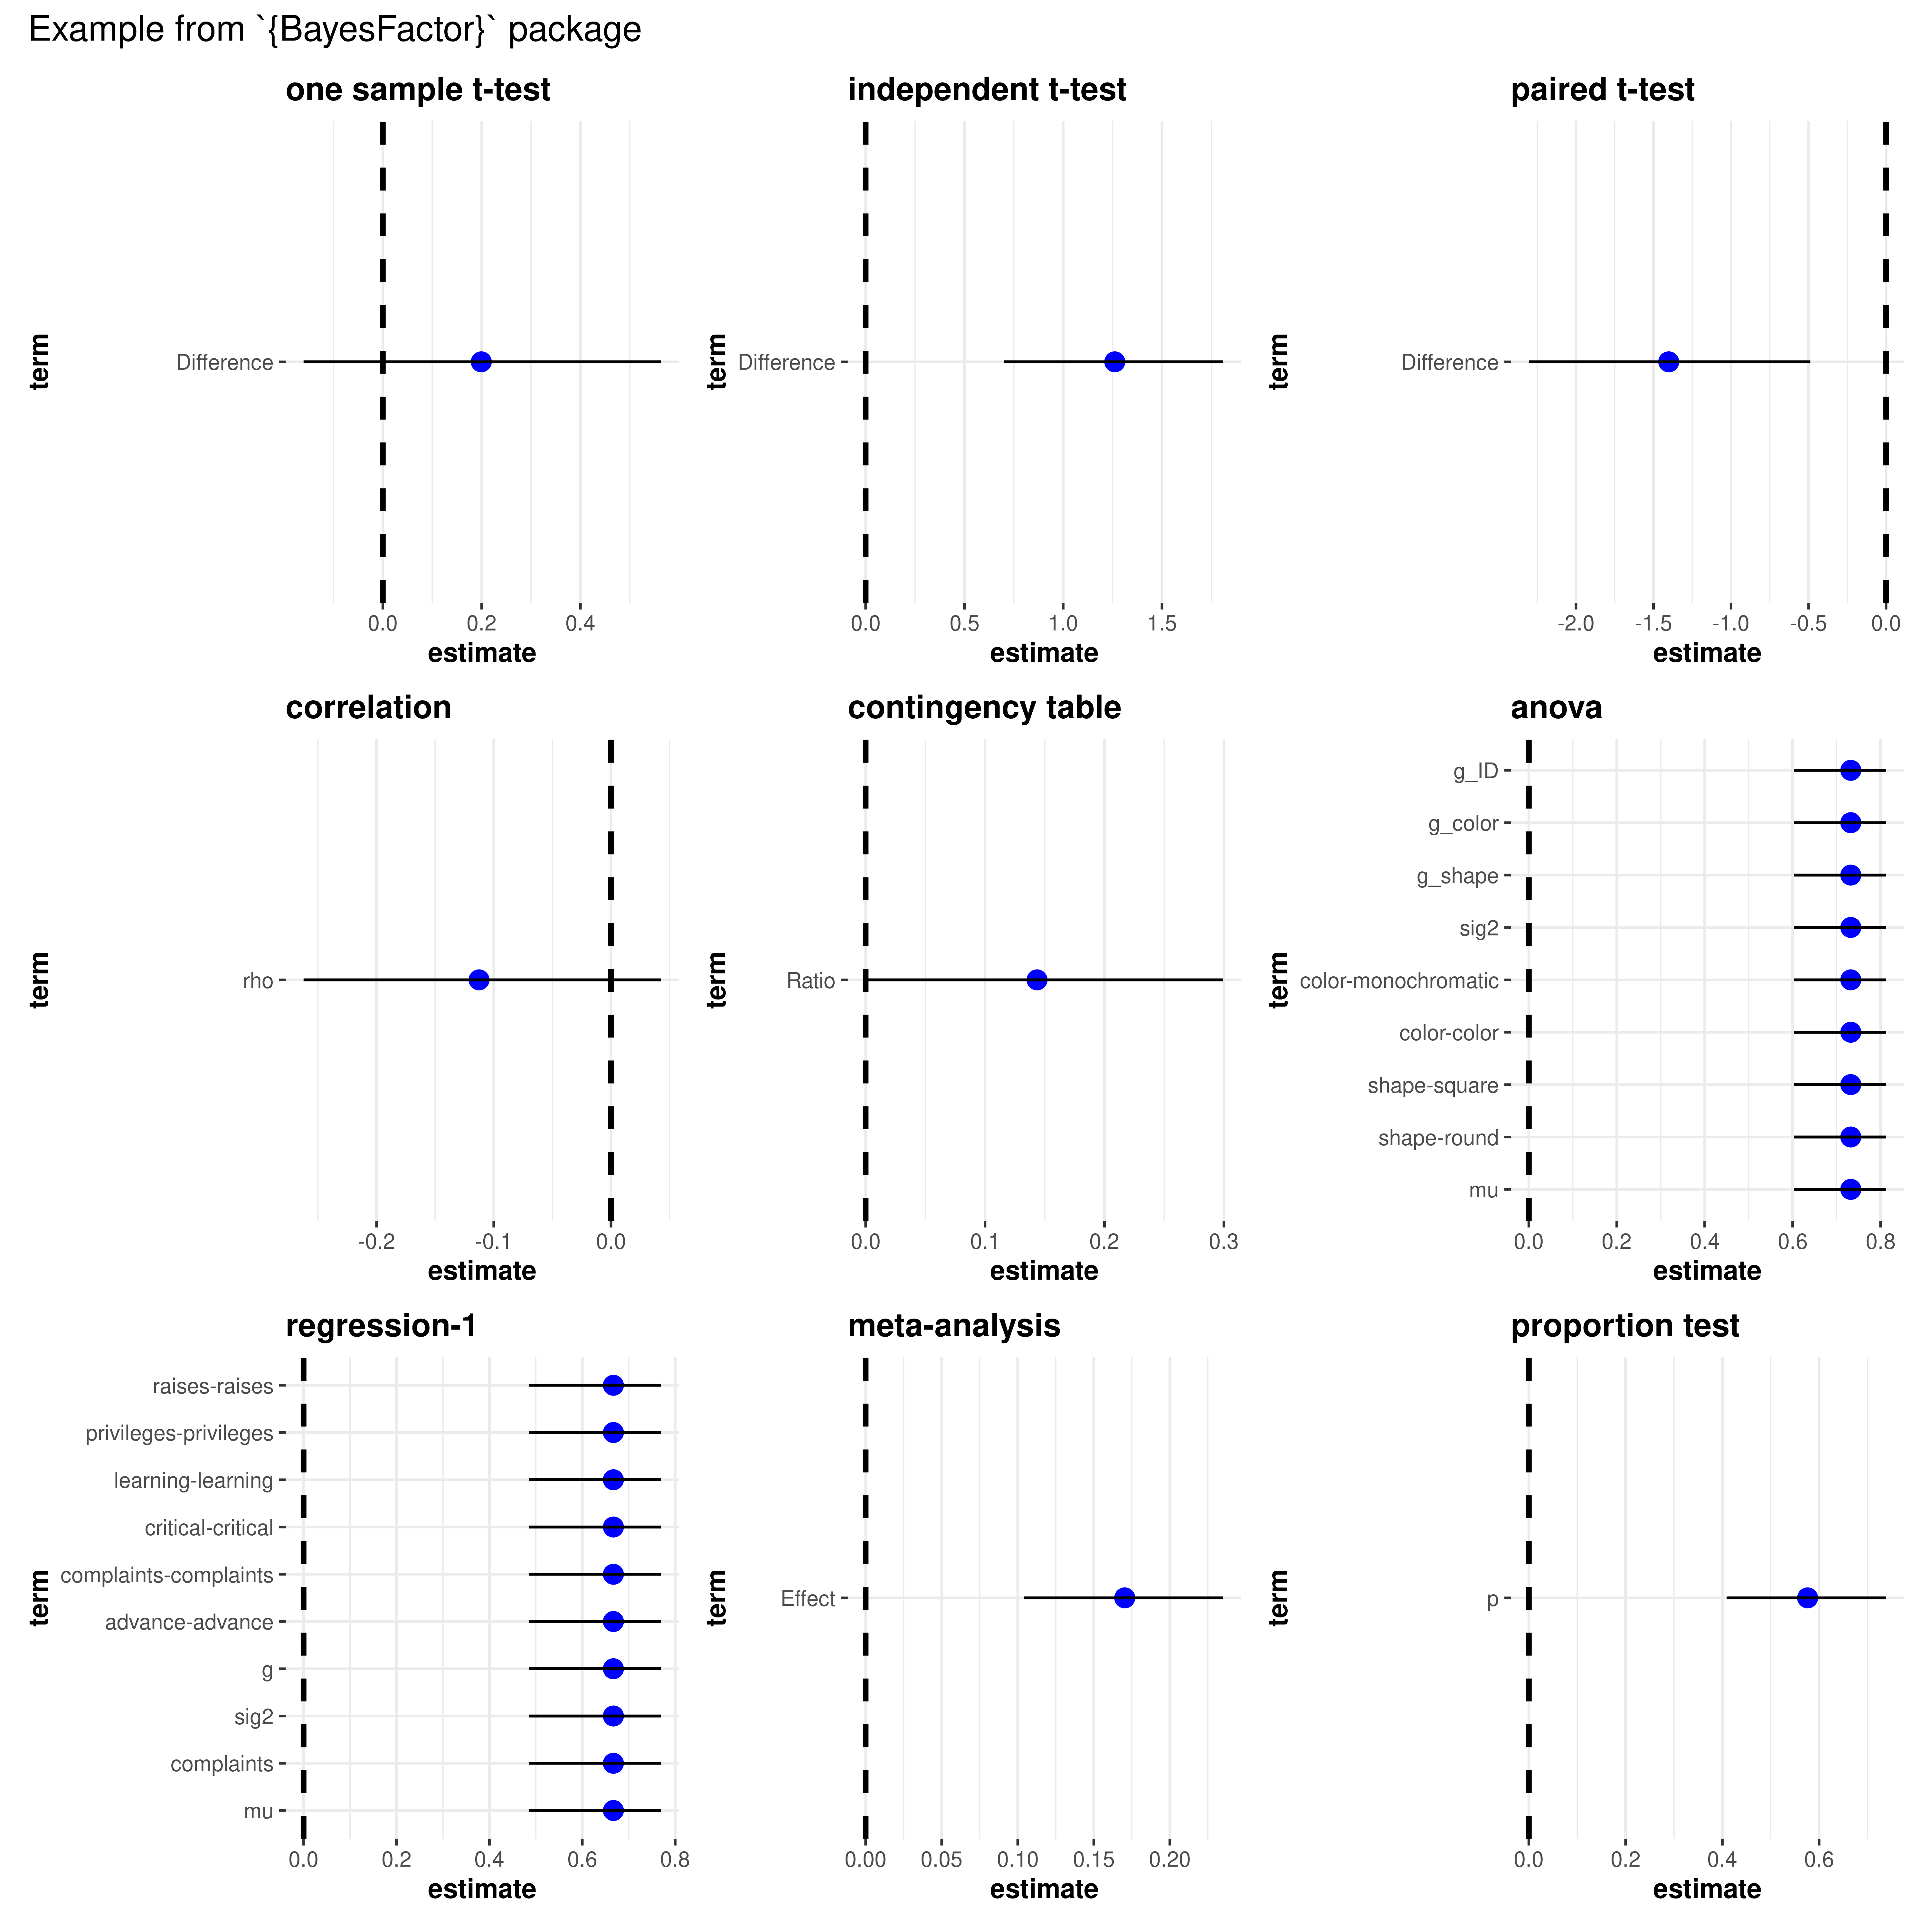 Example from `{BayesFactor}` package
one sample t-test
term
Difference
0.0 0.2 0.4
estimate
independent t-test
term
Difference
0.0 0.5 1.0 1.5
estimate
paired t-test
term
Difference
-2.0 -1.5 -1.0 -0.5 0.0
estimate
correlation
term
rho
-0.2 -0.1 0.0
estimate
contingency table
term
Ratio
0.0 0.1 0.2 0.3
estimate
anova
term
g_ID
g_color
g_shape
sig2
color-monochromatic
color-color
shape-square
shape-round
mu
0.0 0.2 0.4 0.6 0.8
estimate
regression-1
term
raises-raises
privileges-privileges
learning-learning
critical-critical
complaints-complaints
advance-advance
g
sig2
complaints
mu
0.0 0.2 0.4 0.6 0.8
estimate
meta-analysis
term
Effect
0.00 0.05 0.10 0.15 0.20
estimate
proportion test
term
p
0.0 0.2 0.4 0.6
estimate